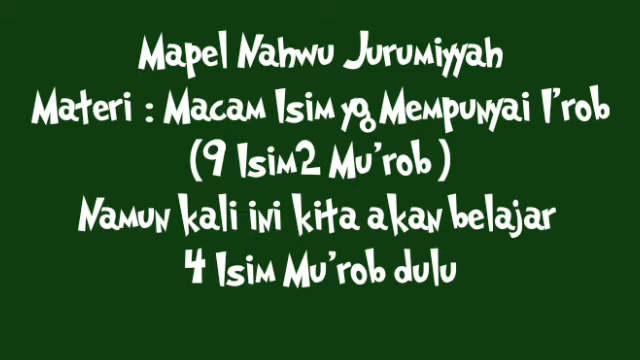 Mapel Nahwu Jurumiyyah
Materi : Macam Isim yg Mempunyai I'rob
(9 Isim2 Mu'rob)
Namun kali ini kita akan belajar
4 Isim Mu'rob dulu